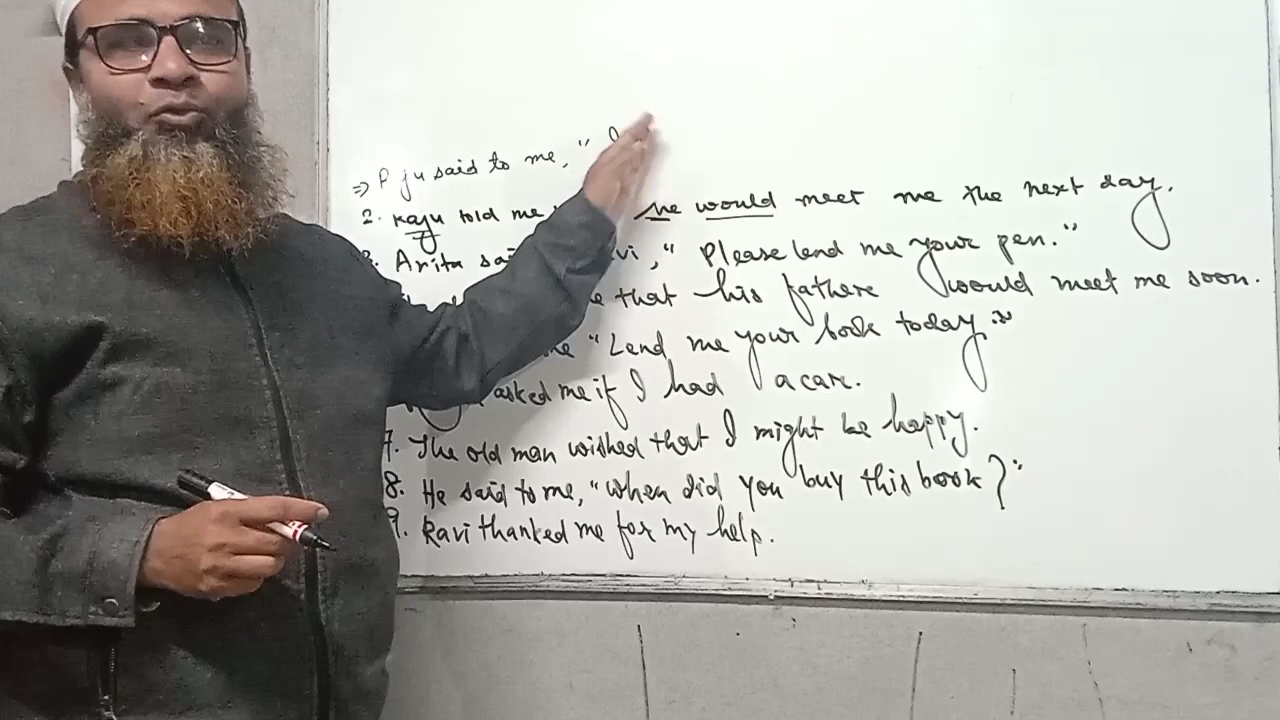 ⇒ ju said to me, "
2. Raju told me he would meet me the next day.
Arita vi," Please lend me your pen."
that his fathere would meet me soon.
"Lend me your book today."
asked me if I had a car.
7. The old man wished that I might be happy.
8. He said to me, "When did you buy this book?"
9. Ravi thanked me for my help.